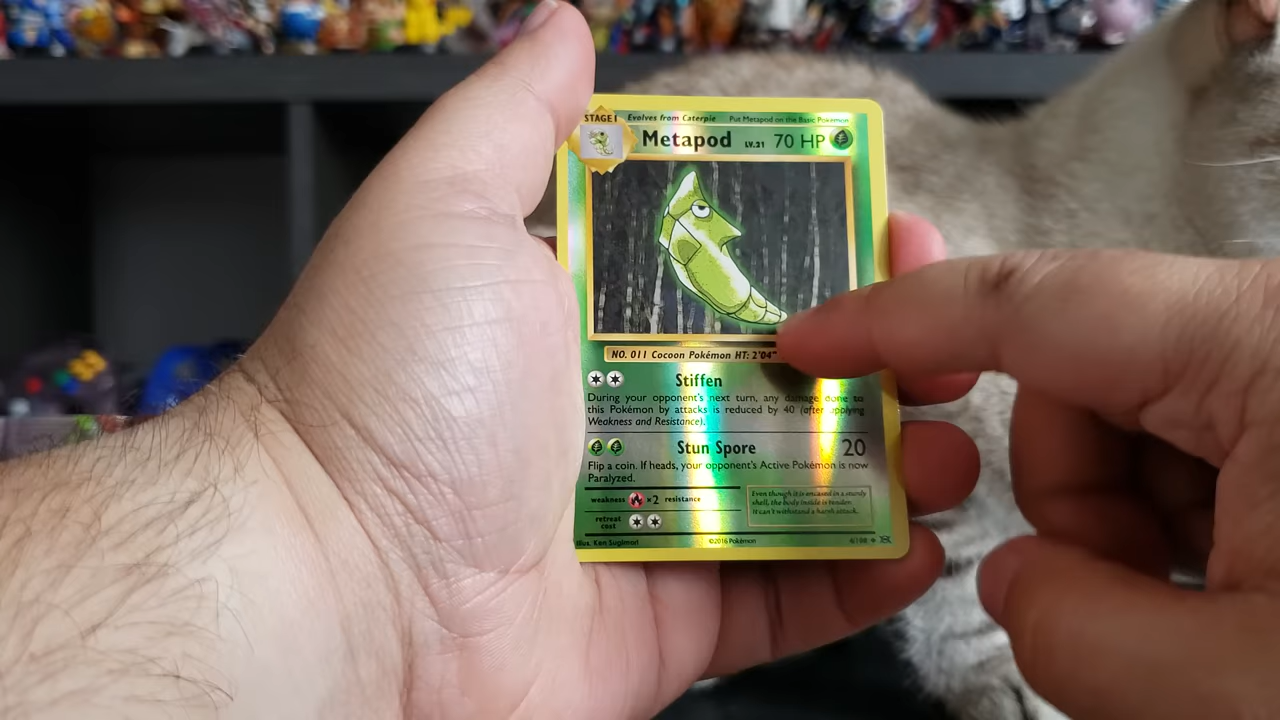 STAGE 1 Evolves from Caterpie Put Metapod on the Basic Pokémon
Metapod LV.21 70 HP
NO. 011 Cocoon Pokémon HT: 2'04"
Stiffen
During your opponent's next turn, any damage done to
this Pokémon by attacks is reduced by 40 (after applying
Weakness and Resistance).
Stun Spore 20
Flip a coin. If heads, your opponent's Active Pokémon is now
Paralyzed.
weakness ×2 resistance
Even though it is encased in a sturdy
shell, the body inside is tender.
It can't withstand a harsh attack.
retreat
cost
Illus. Ken Sugimori ©2016 Pokémon